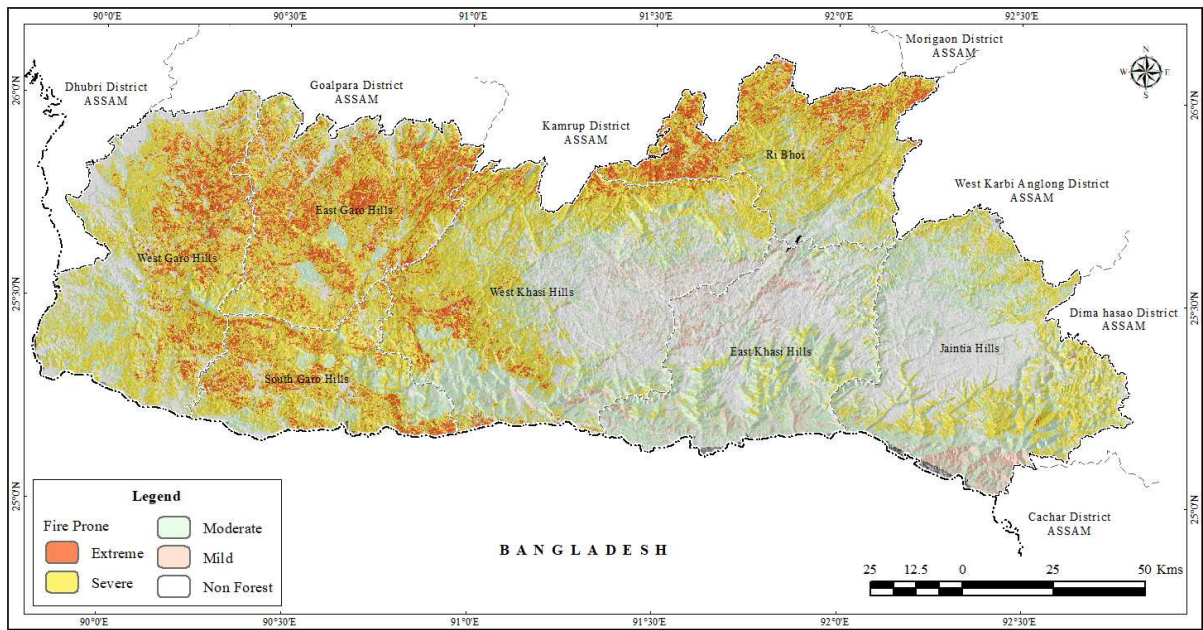 90°0'E 90°30'E 91°0'E 91°30'E 92°0'E 92°30'E
Morigaon District
ASSAM
N
W E
S
Dhubri District
ASSAM
Goalpara District
ASSAM
Kamrup District
ASSAM
26°0'N
26°0'N
Ri Bhoi
West Karbi Anglong District
ASSAM
East Garo Hills
West Garo Hills
West Khasi Hills
25°30'N
25°30'N
Dima hasao District
ASSAM
East Khasi Hills
Jaintia Hills
South Garo Hills
25°0'N
25°0'N
Legend
Fire Prone
Extreme
Severe
Moderate
Mild
Non Forest
Cachar District
ASSAM
BANGLADESH
25 12.5 0 25 50 Kms
90°0'E 90°30'E 91°0'E 91°30'E 92°0'E 92°30'E